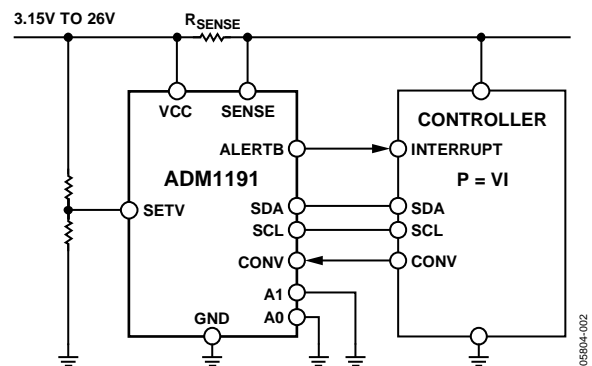 3.15V TO 26V
RSENSE
VCC
SENSE
CONTROLLER
ALERTB
INTERRUPT
ADM1191
P = VI
SETV
SDA
SDA
SCL
SCL
CONV
CONV
A1
GND
A0
05804-002